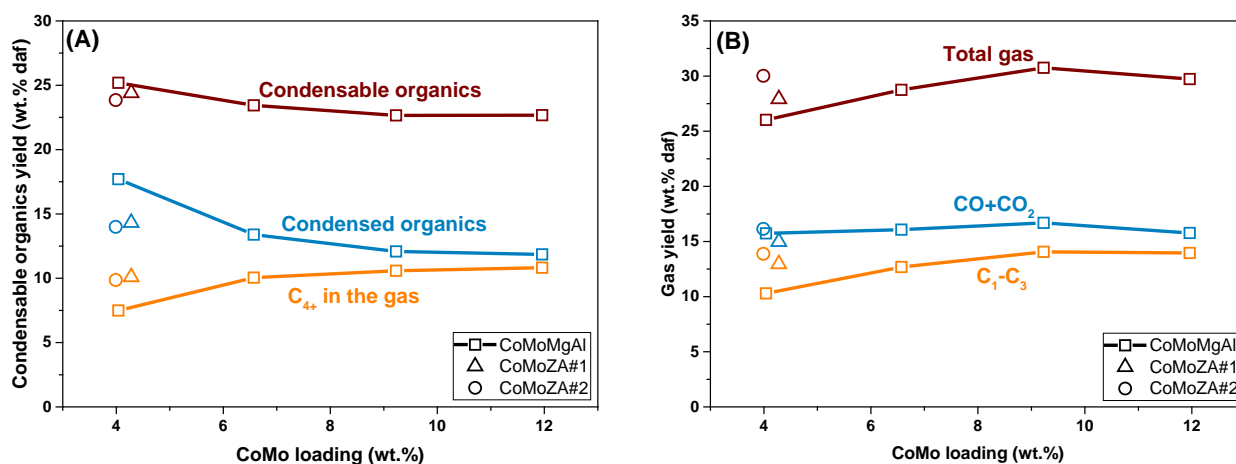 (A)
Condensable organics yield (wt.% daf)
30
25
20
15
10
5
0
Condensable organics
Condensed organics
C4+ in the gas
CoMoMgAl
CoMoZA#1
CoMoZA#2
4 6 8 10 12
CoMo loading (wt.%)
(B)
Gas yield (wt.% daf)
35
30
25
20
15
10
5
0
Total gas
CO+CO2
C1-C3
CoMoMgAl
CoMoZA#1
CoMoZA#2
4 6 8 10 12
CoMo loading (wt.%)